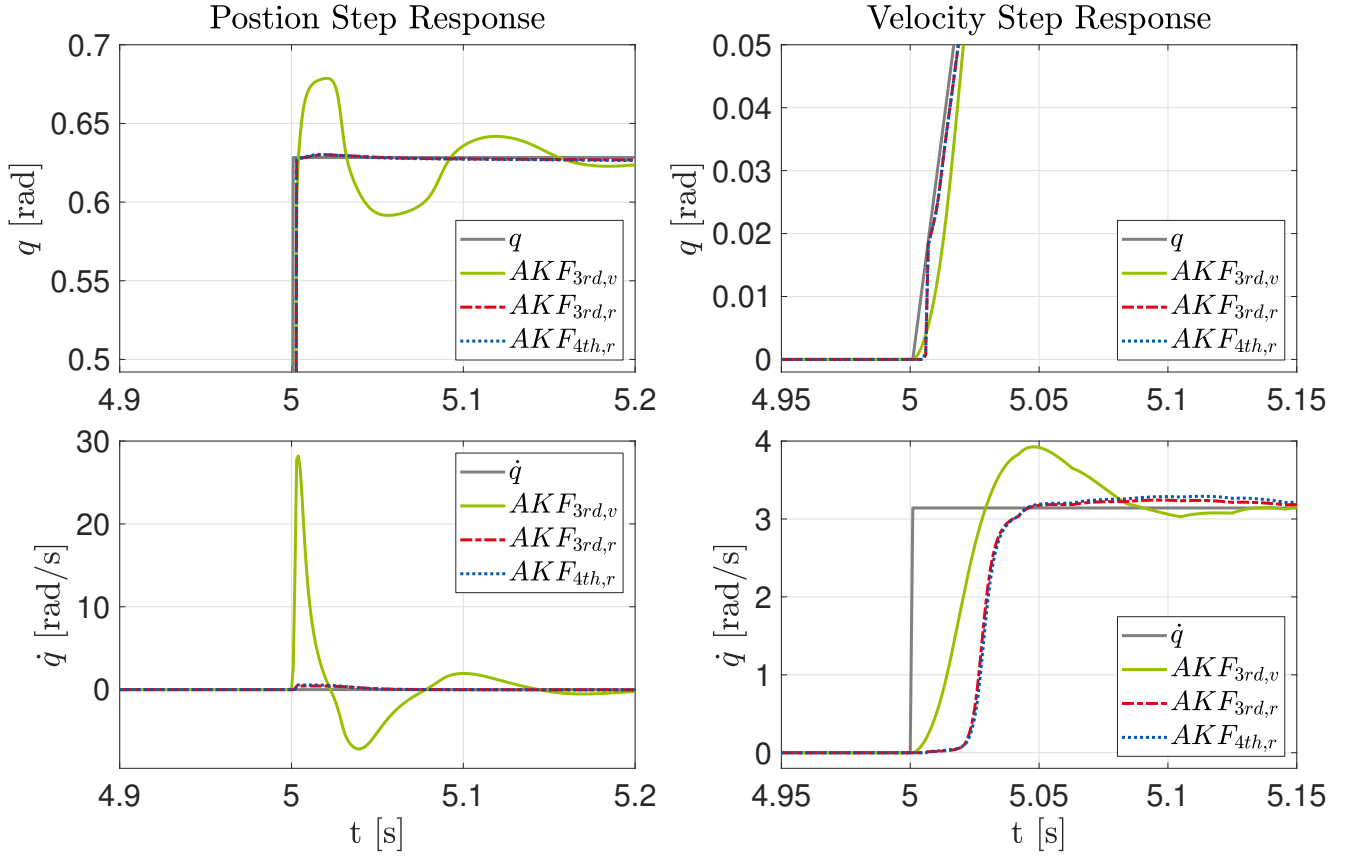 Postion Step Response
0.7
0.65
0.6
0.55
0.5
q [rad]
4.9
5
5.1
5.2
q
AKF3rd,v
AKF3rd,r
AKF4th,r
Velocity Step Response
0.05
0.04
0.03
0.02
0.01
0
q [rad]
4.95
5
5.05
5.1
5.15
q
AKF3rd,v
AKF3rd,r
AKF4th,r
30
20
10
0
q̇ [rad/s]
4.9
5
5.1
5.2
t [s]
q̇
AKF3rd,v
AKF3rd,r
AKF4th,r
4
3
2
1
0
q̇ [rad/s]
4.95
5
5.05
5.1
5.15
t [s]
q̇
AKF3rd,v
AKF3rd,r
AKF4th,r